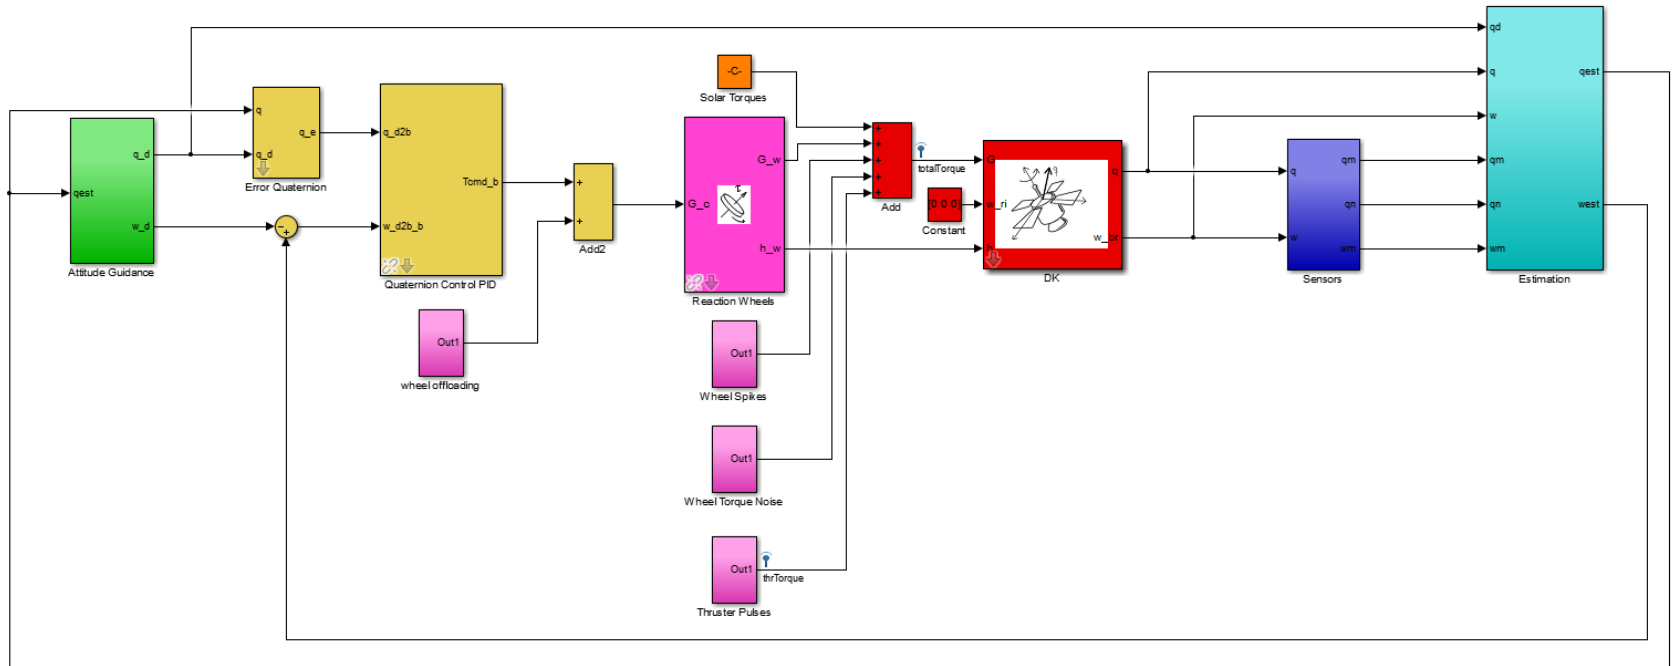 qd
q
w
qm
qn
wm
qest
west
Estimation
-C-
Solar Torques
q
q_d
q_e
Error Quaternion
q_d
qest
w_d
Attitude Guidance
q_d2b
Tcmd_b
w_d2b_b
Quaternion Control PID
Add2
G_w
G_c
h_w
Reaction Wheels
Add
totalTorque
[0 0 0]
Constant
G
q
w_ri
w_br
h
DK
q
w
qm
qn
wm
Sensors
Out1
wheel offloading
Out1
Wheel Spikes
Out1
Wheel Torque Noise
Out1
thrTorque
Thruster Pulses